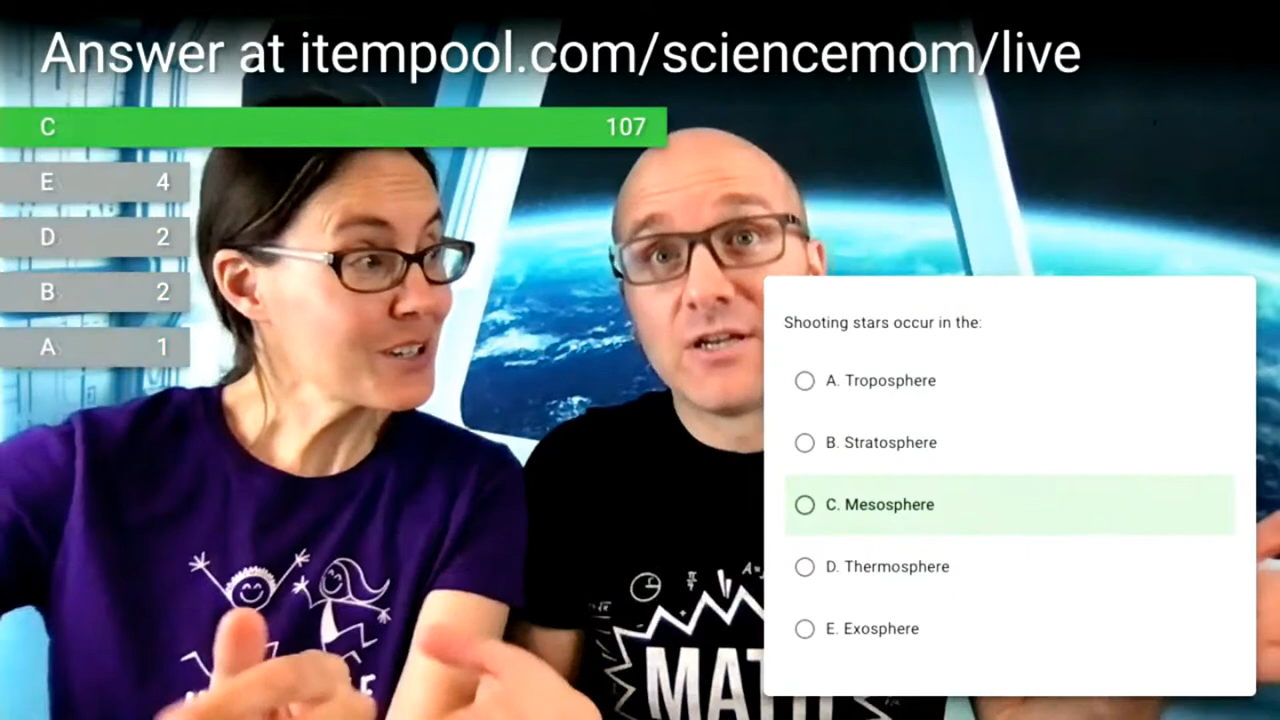 Answer at itempool.com/sciencemom/live
C 107
E 4
D 2
B 2
A 1
Shooting stars occur in the:
A. Troposphere
B. Stratosphere
C. Mesosphere
D. Thermosphere
E. Exosphere
MATH